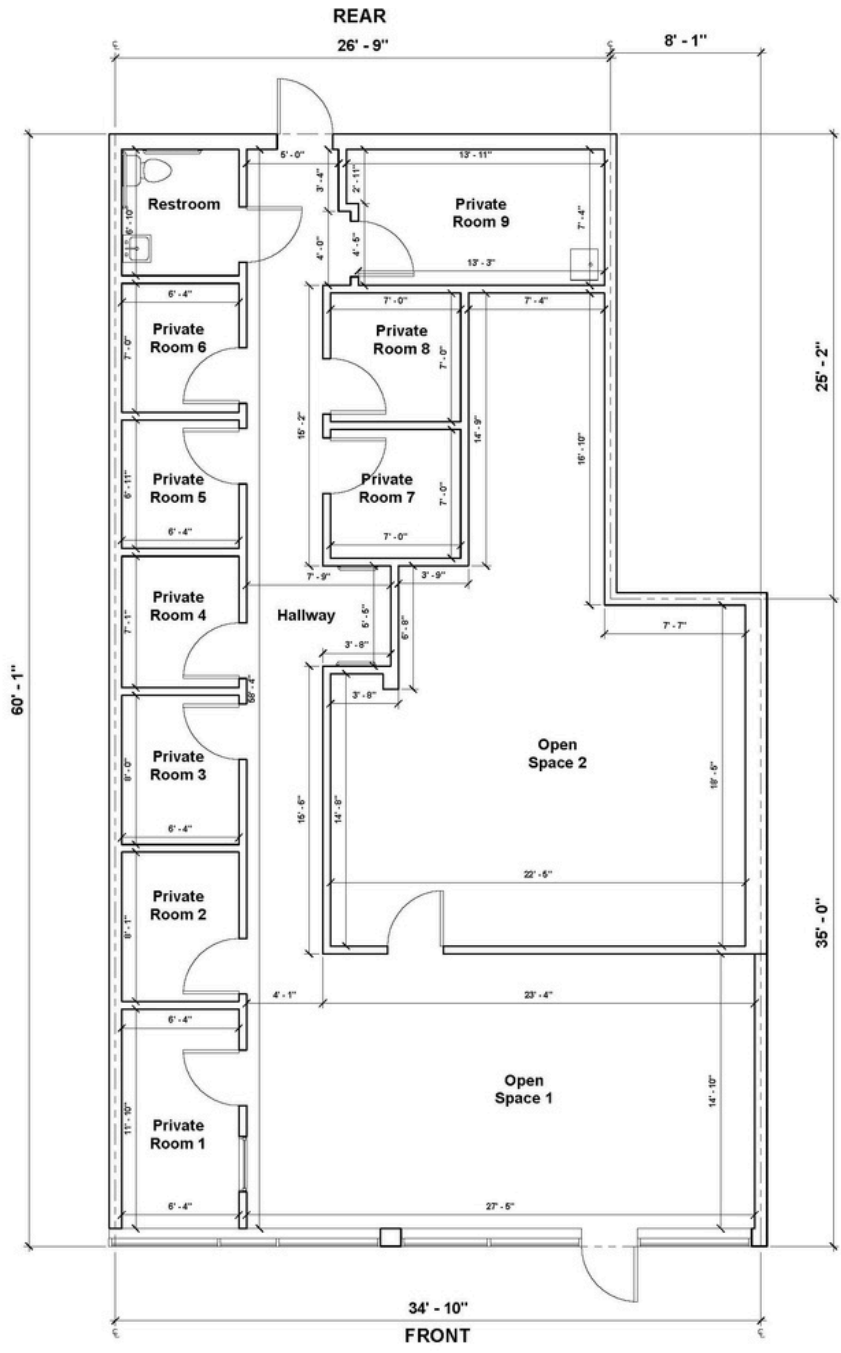 REAR
26' - 9"
8' - 1"
5' - 0"
13' - 11"
3' - 4"
2' - 11"
Restroom
Private
Room 9
7' - 4"
6' - 10"
4' - 0"
4' - 5"
13' - 3"
6' - 4"
7' - 0"
7' - 4"
Private
Room 6
7' - 0"
Private
Room 8
7' - 0"
25' - 2"
15' - 2"
14' - 9"
16' - 10"
Private
Room 5
6' - 11"
6' - 4"
Private
Room 7
7' - 0"
7' - 0"
7' - 9"
3' - 9"
Private
Room 4
7' - 1"
Hallway
5' - 5"
6' - 8"
3' - 8"
7' - 7"
60' - 1"
58' - 4"
3' - 8"
Private
Room 3
8' - 0"
6' - 4"
Open
Space 2
18' - 5"
15' - 6"
14' - 8"
22' - 5"
Private
Room 2
8' - 1"
35' - 0"
4' - 1"
23' - 4"
6' - 4"
Open
Space 1
14' - 10"
11' - 10"
Private
Room 1
6' - 4"
27' - 5"
34' - 10"
FRONT